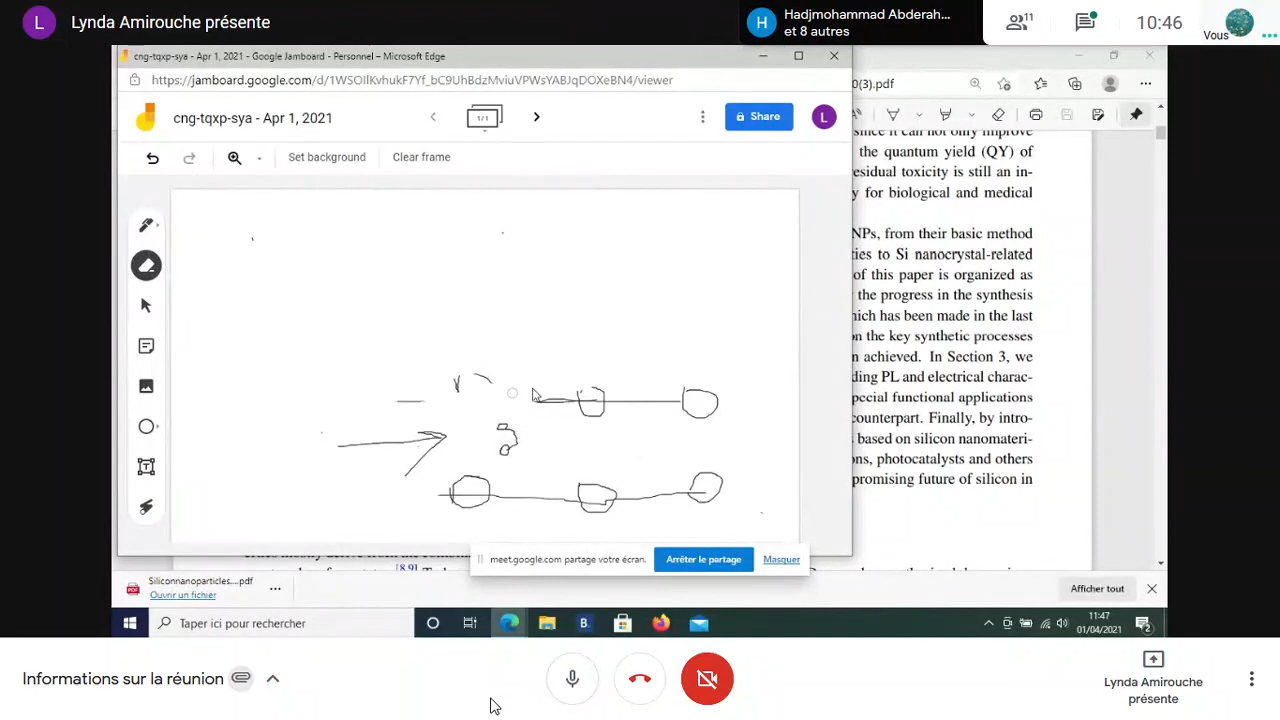 L Lynda Amirouche présente
H Hadjmohammad Abderah...
et 8 autres
11
10:46
Vous
cng-tqxp-sya - Apr 1, 2021 - Google Jamboard - Personnel - Microsoft Edge
0(3).pdf
cng-tqxp-sya - Apr 1, 2021
1/1
Share
L
Set background
Clear frame
since it can not only improve
the quantum yield (QY) of
residual toxicity is still an in-
y for biological and medical
NPs, from their basic method
ties to Si nanocrystal-related
of this paper is organized as
the progress in the synthesis
hich has been made in the last
on the key synthetic processes
n achieved. In Section 3, we
ding PL and electrical charac-
pecial functional applications
counterpart. Finally, by intro-
s based on silicon nanomateri-
ons, photocatalysts and others
promising future of silicon in
meet.google.com partage votre écran.
Arrêter le partage
Masquer
[8,9]
Siliconnanoparticles....pdf
Ouvrir un fichier
Afficher tout
Taper ici pour rechercher
11:47
01/04/2021
2
Informations sur la réunion
Lynda Amirouche
présente